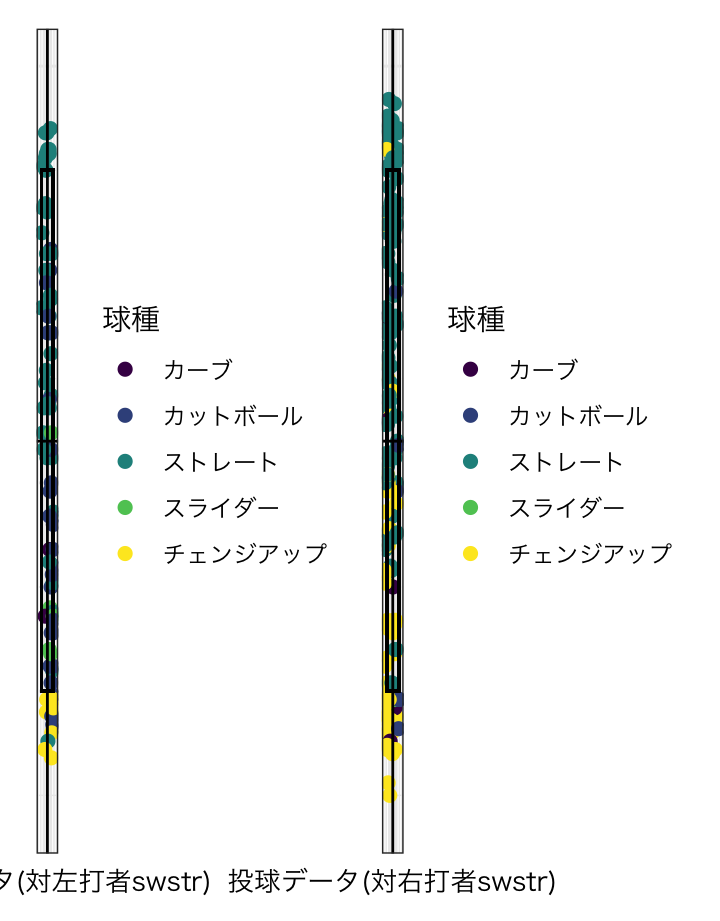 球種
カーブ
カットボール
ストレート
スライダー
チェンジアップ
球種
カーブ
カットボール
ストレート
スライダー
チェンジアップ
タ(対左打者swstr)
投球データ(対右打者swstr)